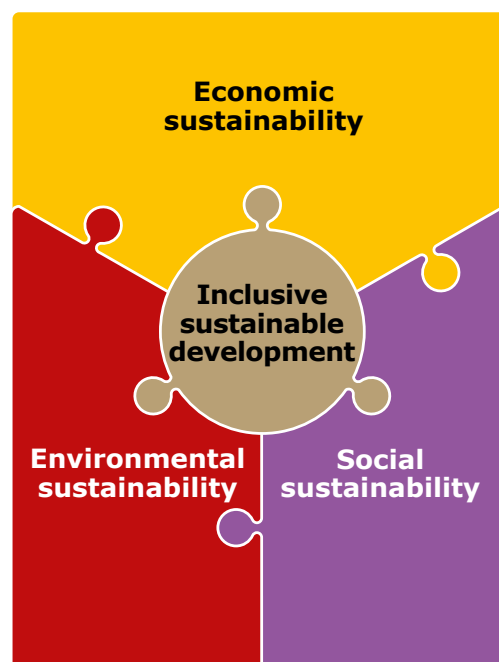 Economic
sustainability
Inclusive
sustainable
development
Environmental
sustainability
Social
sustainability